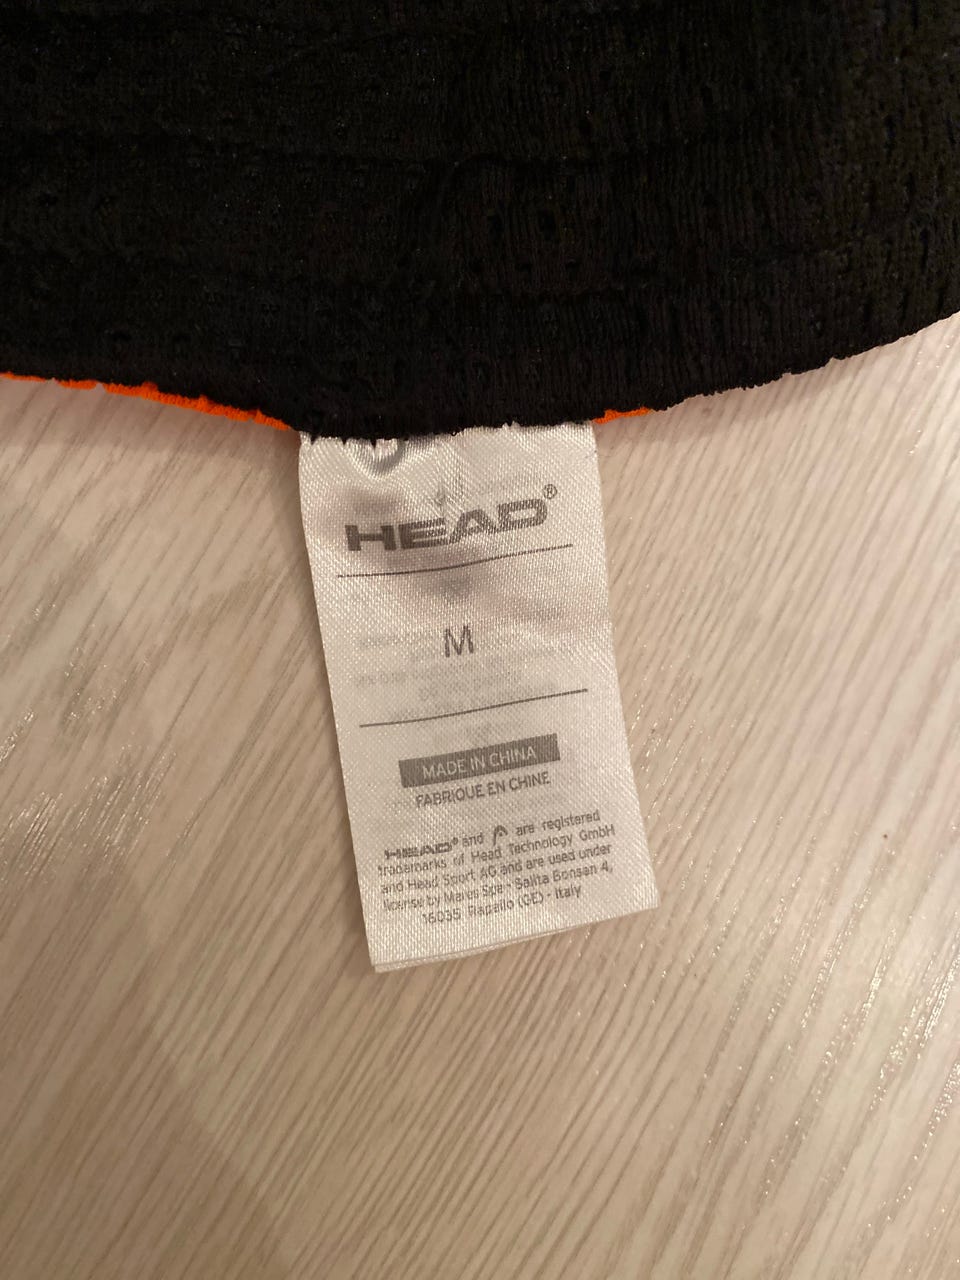 HEAD®
M
MADE IN CHINA
FABRIQUE EN CHINE
HEAD® and are registered
trademarks of Head Technology GmbH
and Head Sport AG and are used under
license by Mares Spa - Salita Bonsen 4,
16035 Rapallo (GE) - Italy